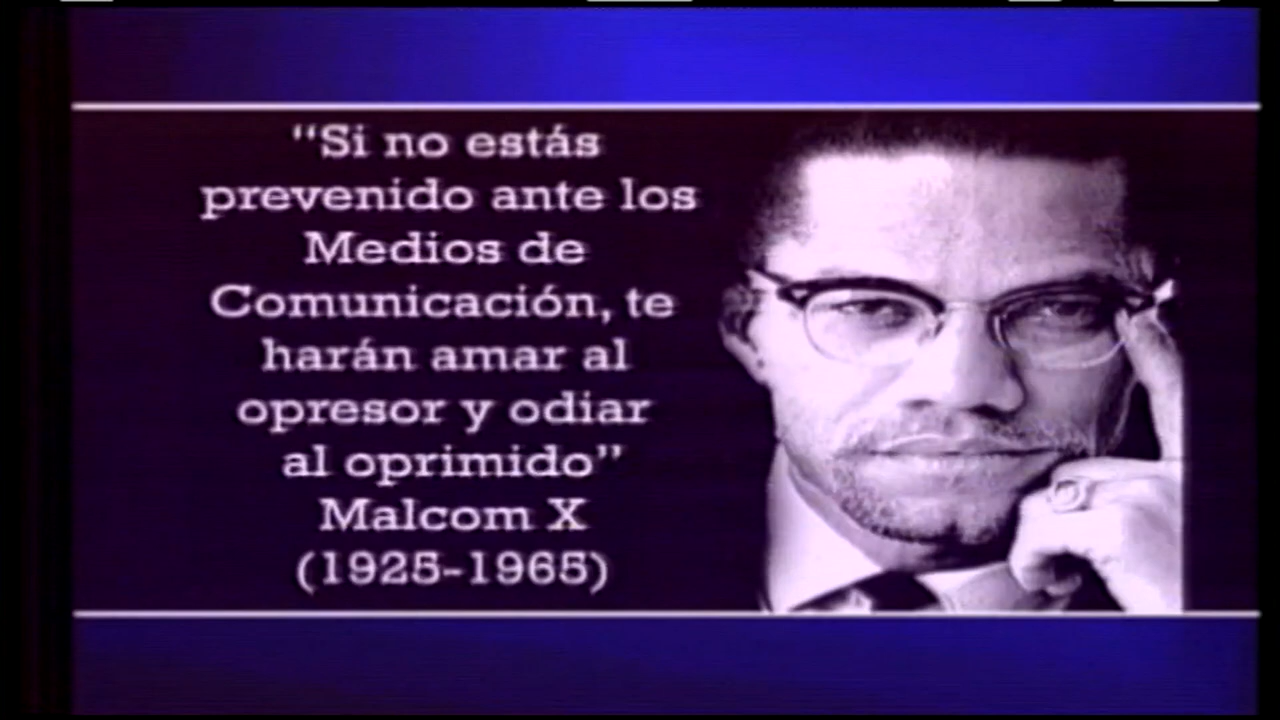 "Si no estás
prevenido ante los
Medios de
Comunicación, te
harán amar al
opresor y odiar
al oprimido"
Malcom X
(1925-1965)